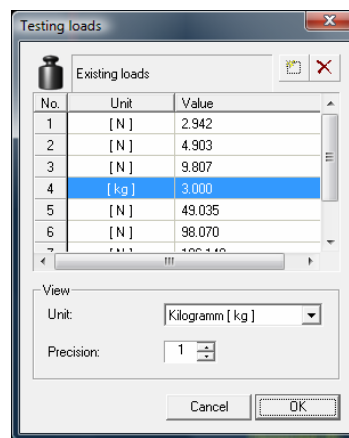 Testing loads
Existing loads
No. Unit Value
1 [ N ] 2.942
2 [ N ] 4.903
3 [ N ] 9.807
4 [ kg ] 3.000
5 [ N ] 49.035
6 [ N ] 98.070
View
Unit: Kilogramm [ kg ]
Precision: 1
Cancel OK